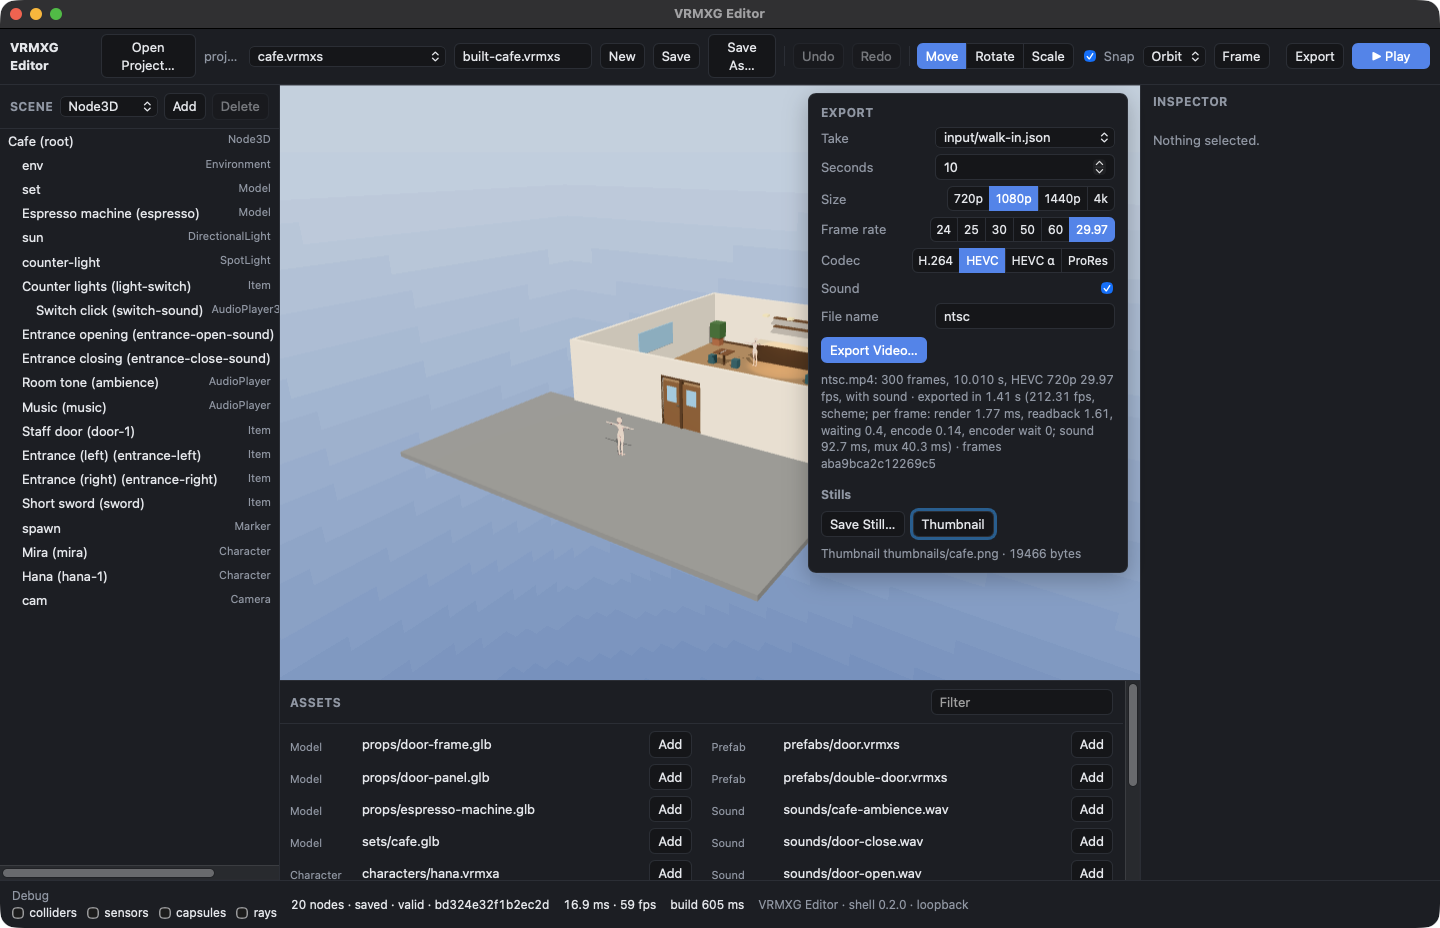 VRMXG Editor
VRMXG Editor
Open Project...
proj...
cafe.vrmxs
built-cafe.vrmxs
New
Save
Save As...
Undo
Redo
Move
Rotate
Scale
Snap
Orbit
Frame
Export
Play
SCENE
Node3D
Add
Delete
Cafe (root) Node3D
env Environment
set Model
Espresso machine (espresso) Model
sun DirectionalLight
counter-light SpotLight
Counter lights (light-switch) Item
Switch click (switch-sound) AudioPlayer3
Entrance opening (entrance-open-sound)
Entrance closing (entrance-close-sound)
Room tone (ambience) AudioPlayer
Music (music) AudioPlayer
Staff door (door-1) Item
Entrance (left) (entrance-left) Item
Entrance (right) (entrance-right) Item
Short sword (sword) Item
spawn Marker
Mira (mira) Character
Hana (hana-1) Character
cam Camera
EXPORT
Take input/walk-in.json
Seconds 10
Size 720p 1080p 1440p 4k
Frame rate 24 25 30 50 60 29.97
Codec H.264 HEVC HEVC α ProRes
Sound
File name ntsc
Export Video...
ntsc.mp4: 300 frames, 10.010 s, HEVC 720p 29.97
fps, with sound · exported in 1.41 s (212.31 fps,
scheme; per frame: render 1.77 ms, readback 1.61,
waiting 0.4, encode 0.14, encoder wait 0; sound
92.7 ms, mux 40.3 ms) · frames
aba9bca2c12269c5
Stills
Save Still...
Thumbnail
Thumbnail thumbnails/cafe.png · 19466 bytes
INSPECTOR
Nothing selected.
ASSETS
Filter
Model props/door-frame.glb Add Prefab prefabs/door.vrmxs Add
Model props/door-panel.glb Add Prefab prefabs/double-door.vrmxs Add
Model props/espresso-machine.glb Add Sound sounds/cafe-ambience.wav Add
Model sets/cafe.glb Add Sound sounds/door-close.wav Add
Character characters/hana.vrmxa Add Sound sounds/door-open.wav Add
Debug
colliders sensors capsules rays
20 nodes · saved · valid · bd324e32f1b2ec2d 16.9 ms · 59 fps build 605 ms VRMXG Editor · shell 0.2.0 · loopback